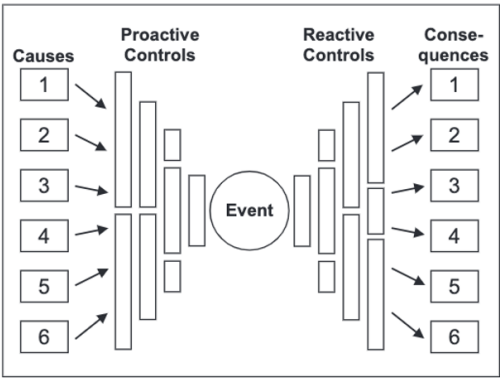 Causes
Proactive
Controls
Reactive
Controls
Conse-
quences
1
2
3
4
5
6
Event
1
2
3
4
5
6